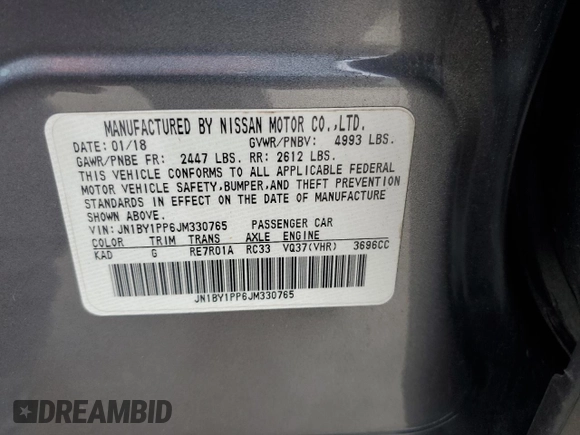 MANUFACTURED BY NISSAN MOTOR CO.,LTD.
DATE: 01/18 GVWR/PNBV: 4993 LBS.
GAWR/PNBE FR: 2447 LBS. RR: 2612 LBS.
THIS VEHICLE CONFORMS TO ALL APPLICABLE FEDERAL
MOTOR VEHICLE SAFETY,BUMPER,AND THEFT PREVENTION
STANDARDS IN EFFECT ON THE DATE OF MANUFACTURE
SHOWN ABOVE.
VIN: JN1BY1PP6JM330765 PASSENGER CAR
COLOR TRIM TRANS AXLE ENGINE
KAD G RE7R01A RC33 VQ37(VHR) 3696CC
JN1BY1PP6JM330765
DREAMBID